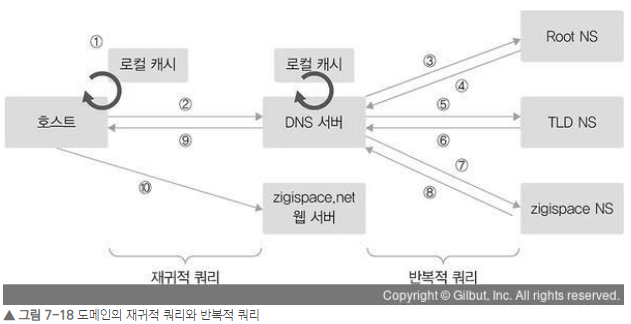 ①
로컬 캐시
로컬 캐시
Root NS
③
④
호스트
②
⑨
DNS 서버
⑤
⑥
TLD NS
⑦
⑧
⑩
zigispace.net
웹 서버
zigispace NS
재귀적 쿼리
반복적 쿼리
Copyright © Gilbut, Inc. All rights reserved.
▲ 그림 7-18 도메인의 재귀적 쿼리와 반복적 쿼리